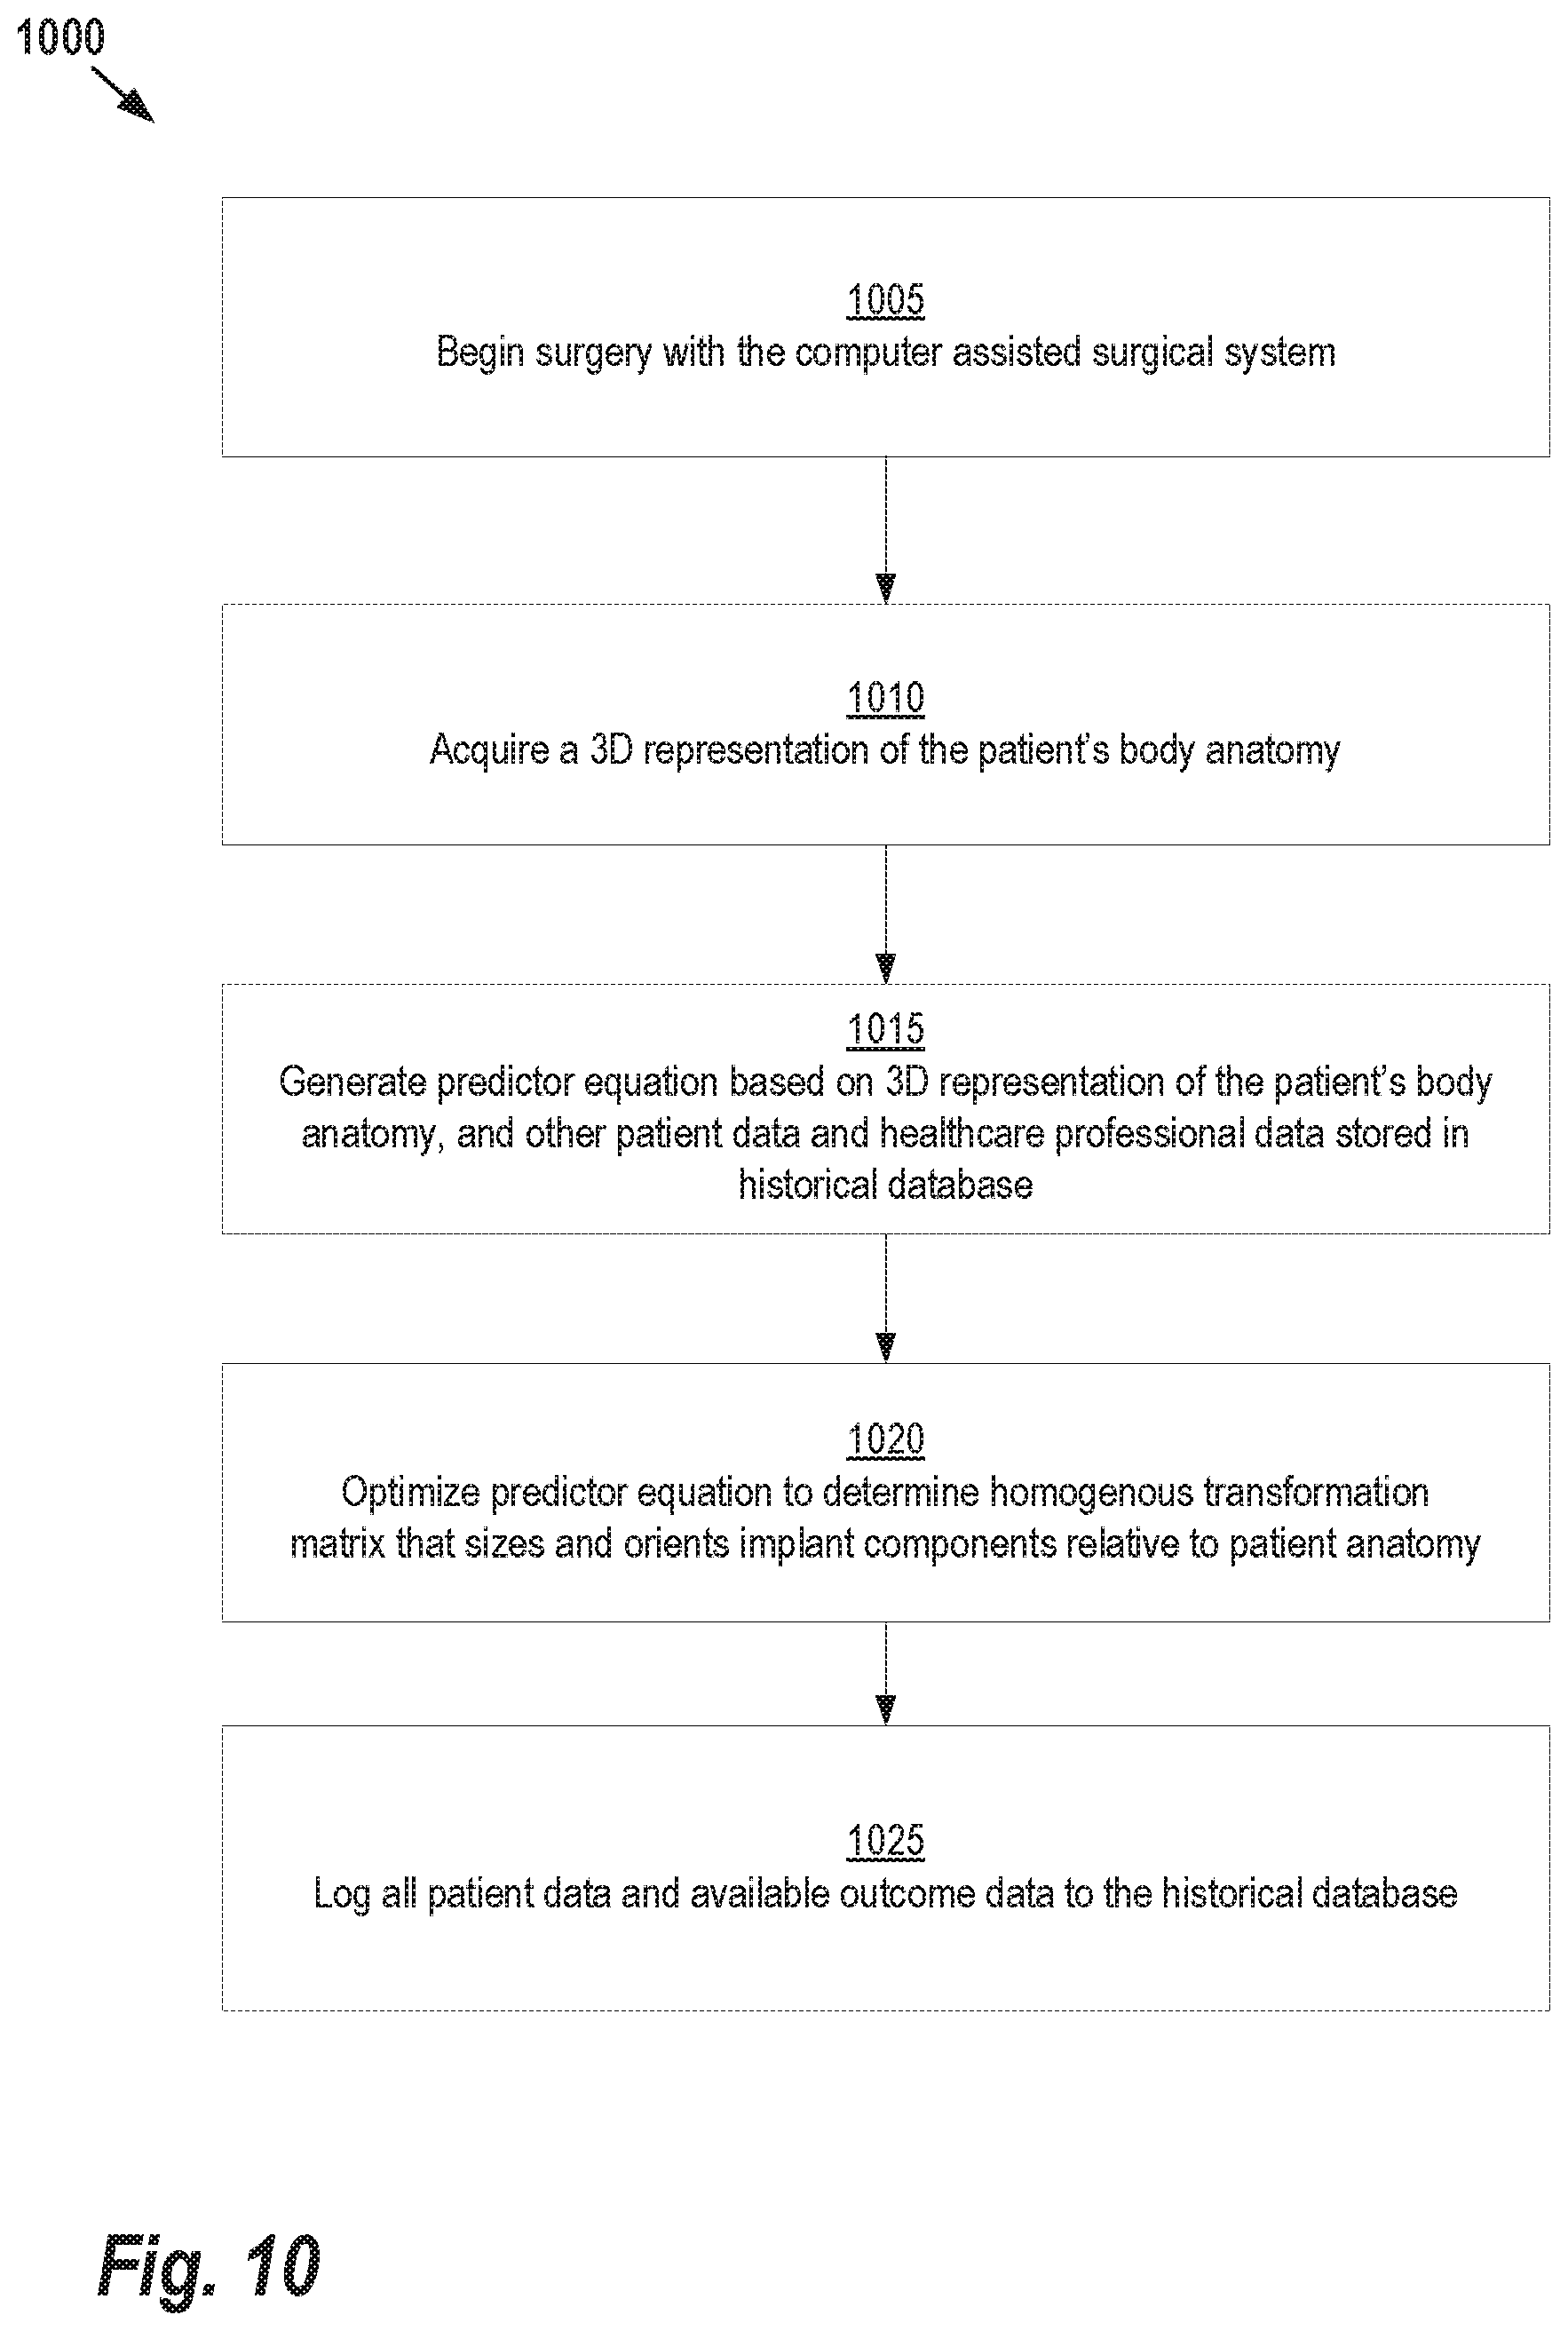 1000
1005
Begin surgery with the computer assisted surgical system
1010
Acquire a 3D representation of the patient's body anatomy
1015
Generate predictor equation based on 3D representation of the patient's body
anatomy, and other patient data and healthcare professional data stored in
historical database
1020
Optimize predictor equation to determine homogenous transformation
matrix that sizes and orients implant components relative to patient anatomy
1025
Log all patient data and available outcome data to the historical database
Fig. 10